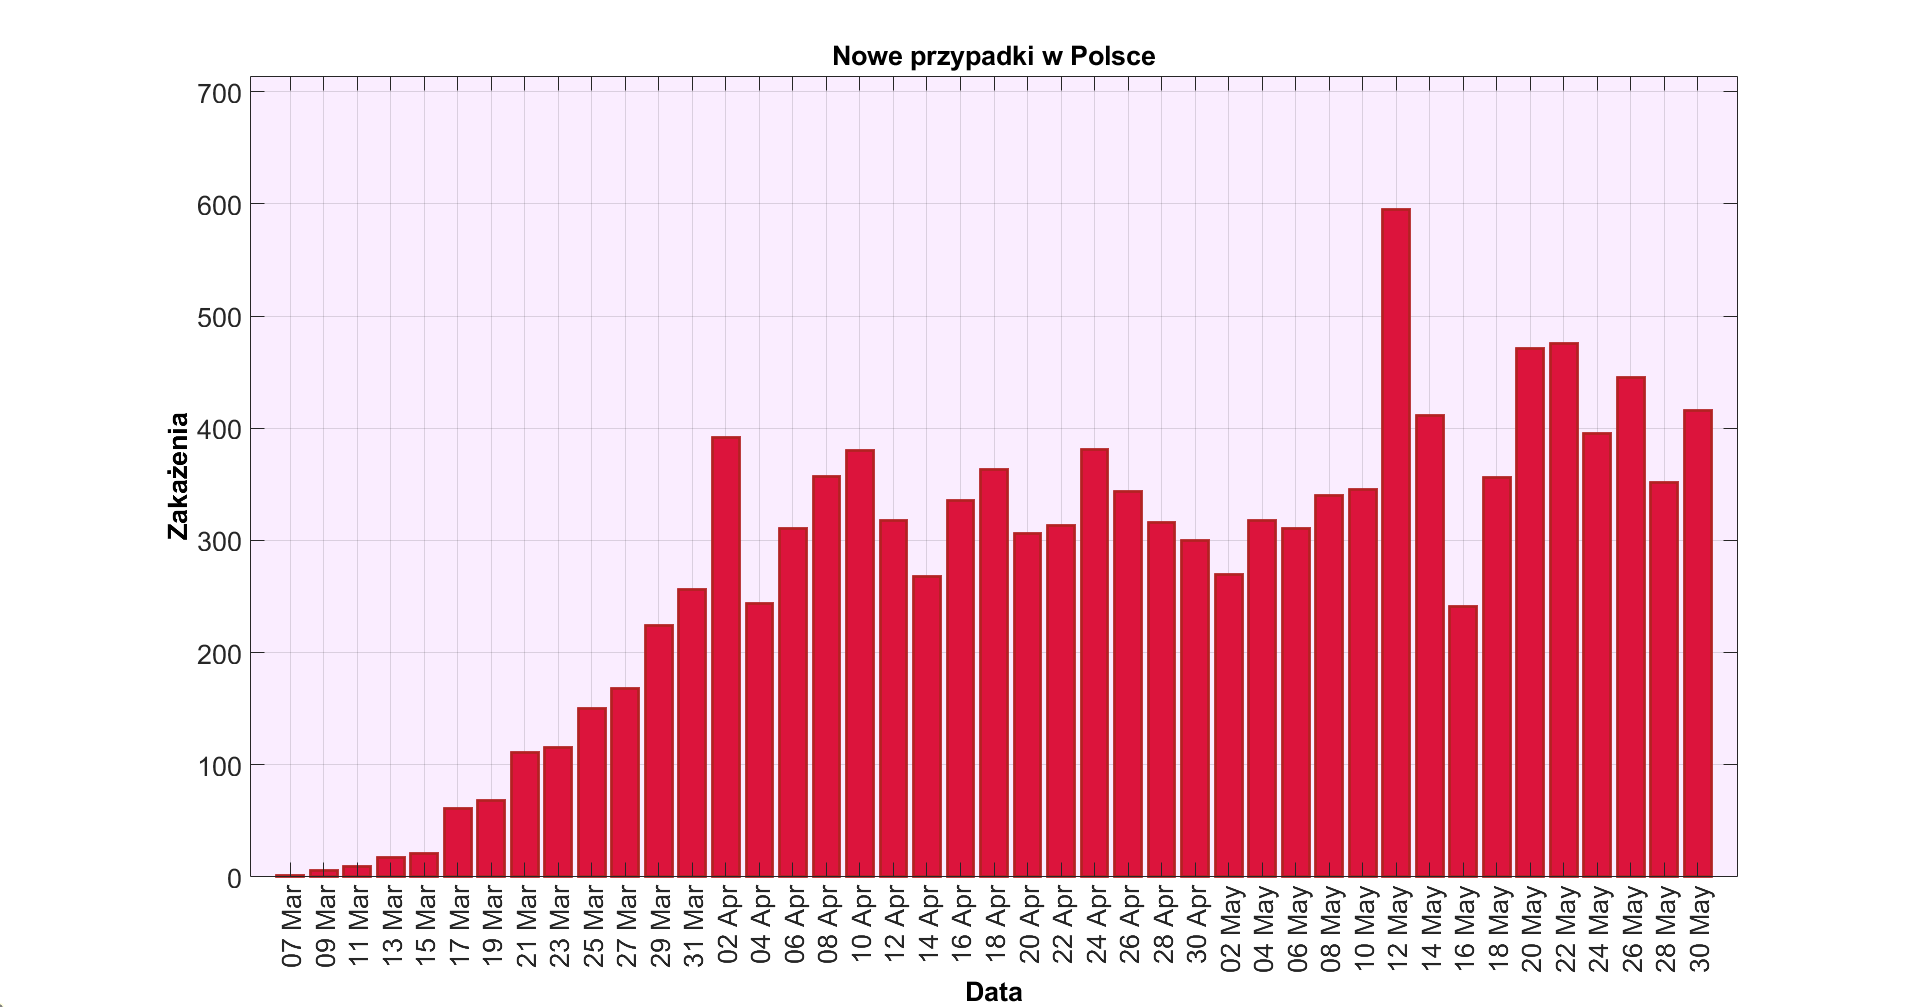 Nowe przypadki w Polsce
Zakażenia
700
600
500
400
300
200
100
0
07 Mar
09 Mar
11 Mar
13 Mar
15 Mar
17 Mar
19 Mar
21 Mar
23 Mar
25 Mar
27 Mar
29 Mar
31 Mar
02 Apr
04 Apr
06 Apr
08 Apr
10 Apr
12 Apr
14 Apr
16 Apr
18 Apr
20 Apr
22 Apr
24 Apr
26 Apr
28 Apr
30 Apr
02 May
04 May
06 May
08 May
10 May
12 May
14 May
16 May
18 May
20 May
22 May
24 May
26 May
28 May
30 May
Data